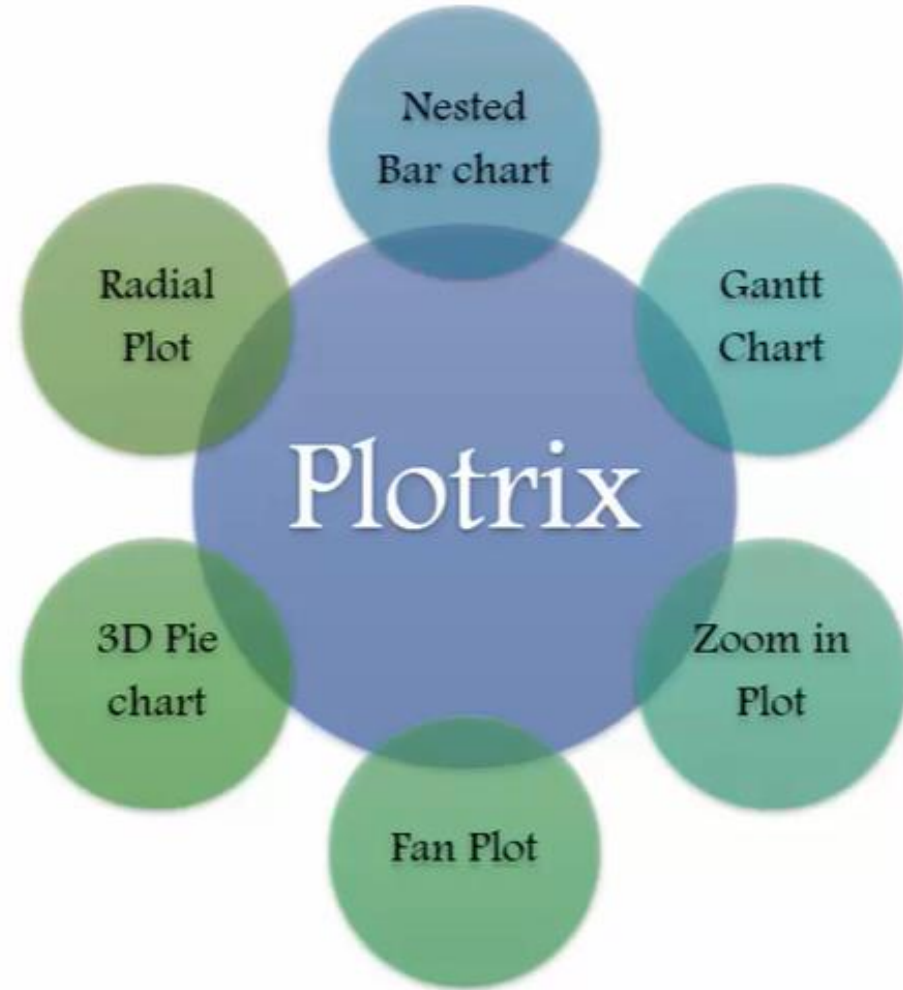 Nested
Bar chart
Gantt
Chart
Zoom in
Plot
Fan Plot
3D Pie
chart
Radial
Plot
Plotrix